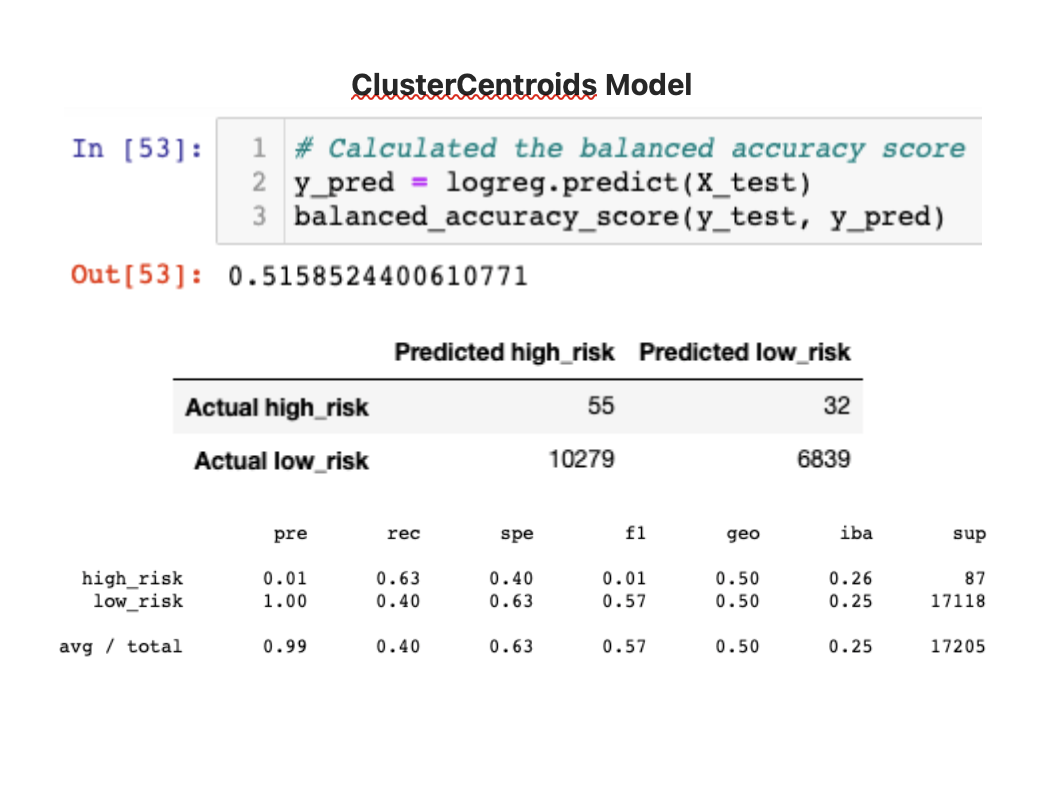 ClusterCentroids Model
In [53]:
1 # Calculated the balanced accuracy score
2 y_pred = logreg.predict(X_test)
3 balanced_accuracy_score(y_test, y_pred)
Out[53]: 0.5158524400610771
Predicted high_risk Predicted low_risk
Actual high_risk 55 32
Actual low_risk 10279 6839
pre rec spe f1 geo iba sup
high_risk 0.01 0.63 0.40 0.01 0.50 0.26 87
low_risk 1.00 0.40 0.63 0.57 0.50 0.25 17118
avg / total 0.99 0.40 0.63 0.57 0.50 0.25 17205